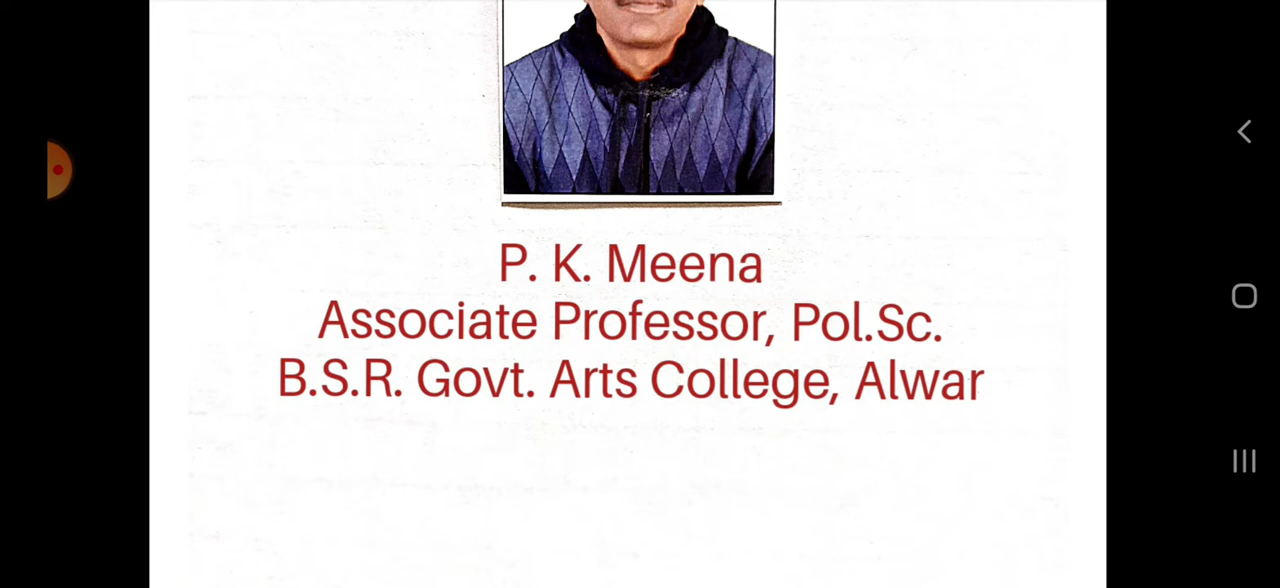 P. K. Meena
Associate Professor, Pol.Sc.
B.S.R. Govt. Arts College, Alwar